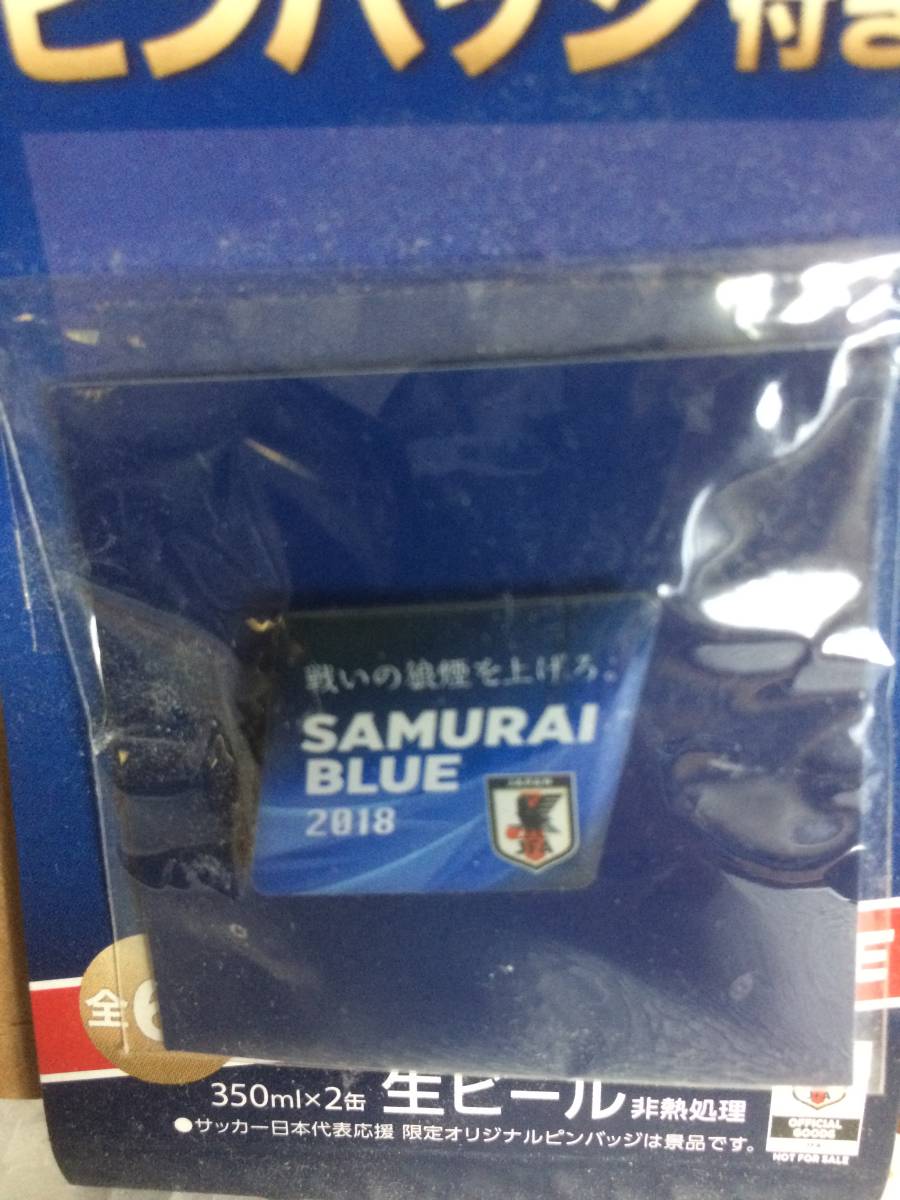 ピンバッジ付き
戦いの狼煙を上げろ。
SAMURAI
BLUE
2018
JAPAN
JFA
全6
350ml×2缶 生ビール 非熱処理
●サッカー日本代表応援 限定オリジナルピンバッジは景品です。
OFFICIAL
GOODS
NOT FOR SALE